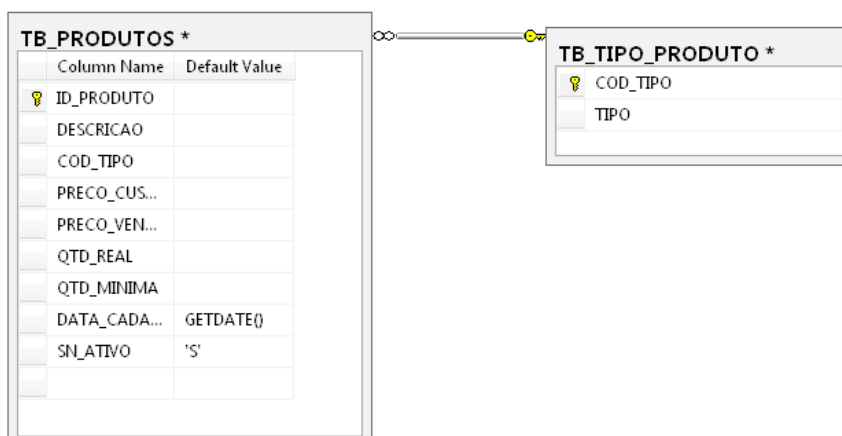 TB_PRODUTOS *
Column Name Default Value
ID_PRODUTO
DESCRICAO
COD_TIPO
PRECO_CUS...
PRECO_VEN...
QTD_REAL
QTD_MINIMA
DATA_CADA... GETDATE()
SN_ATIVO 'S'
TB_TIPO_PRODUTO *
COD_TIPO
TIPO